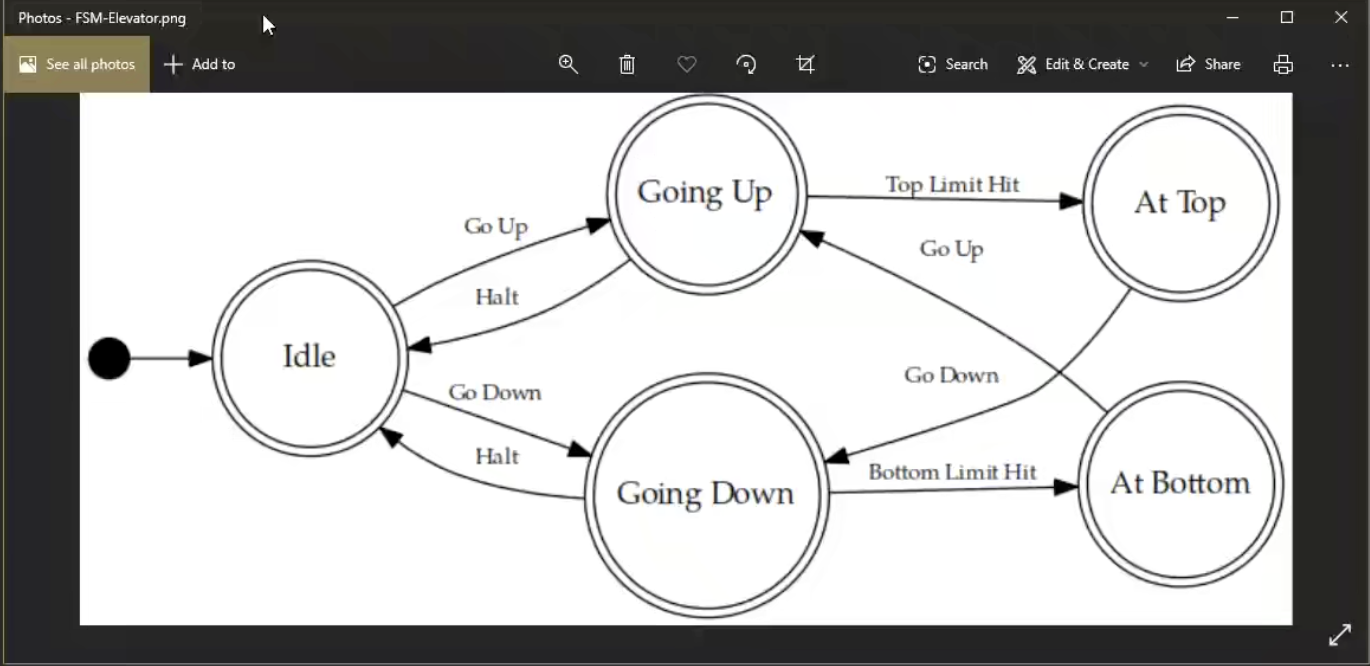 Photos - FSM-Elevator.png
See all photos
Add to
Search
Edit & Create
Share
Going Up
Top Limit Hit
At Top
Go Up
Go Up
Halt
Idle
Go Down
Go Down
Halt
Bottom Limit Hit
Going Down
At Bottom